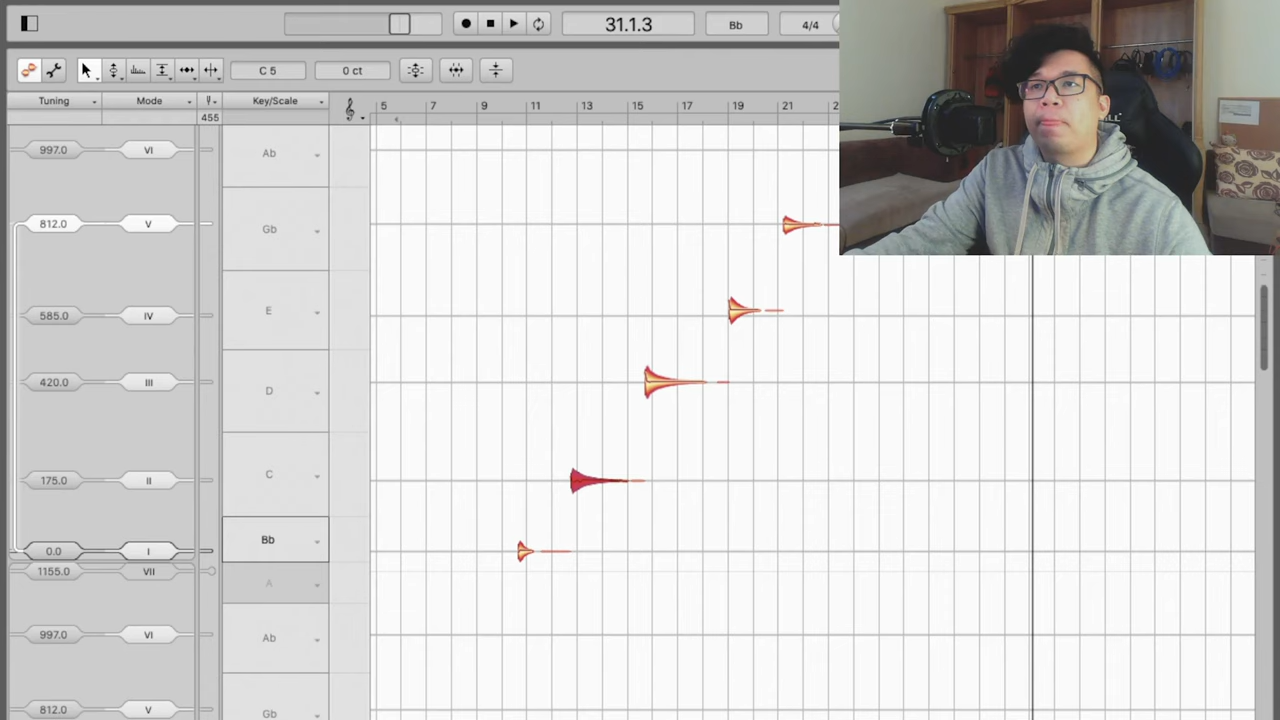 31.1.3 Bb 4/4
C 5 0 ct
Tuning Mode Key/Scale 5 7 9 11 13 15 17 19 21
455
997.0 VI Ab
812.0 V Gb
585.0 IV E
420.0 III D
175.0 II C
0.0 I Bb
1155.0 VII A
997.0 VI Ab
812.0 V Gb